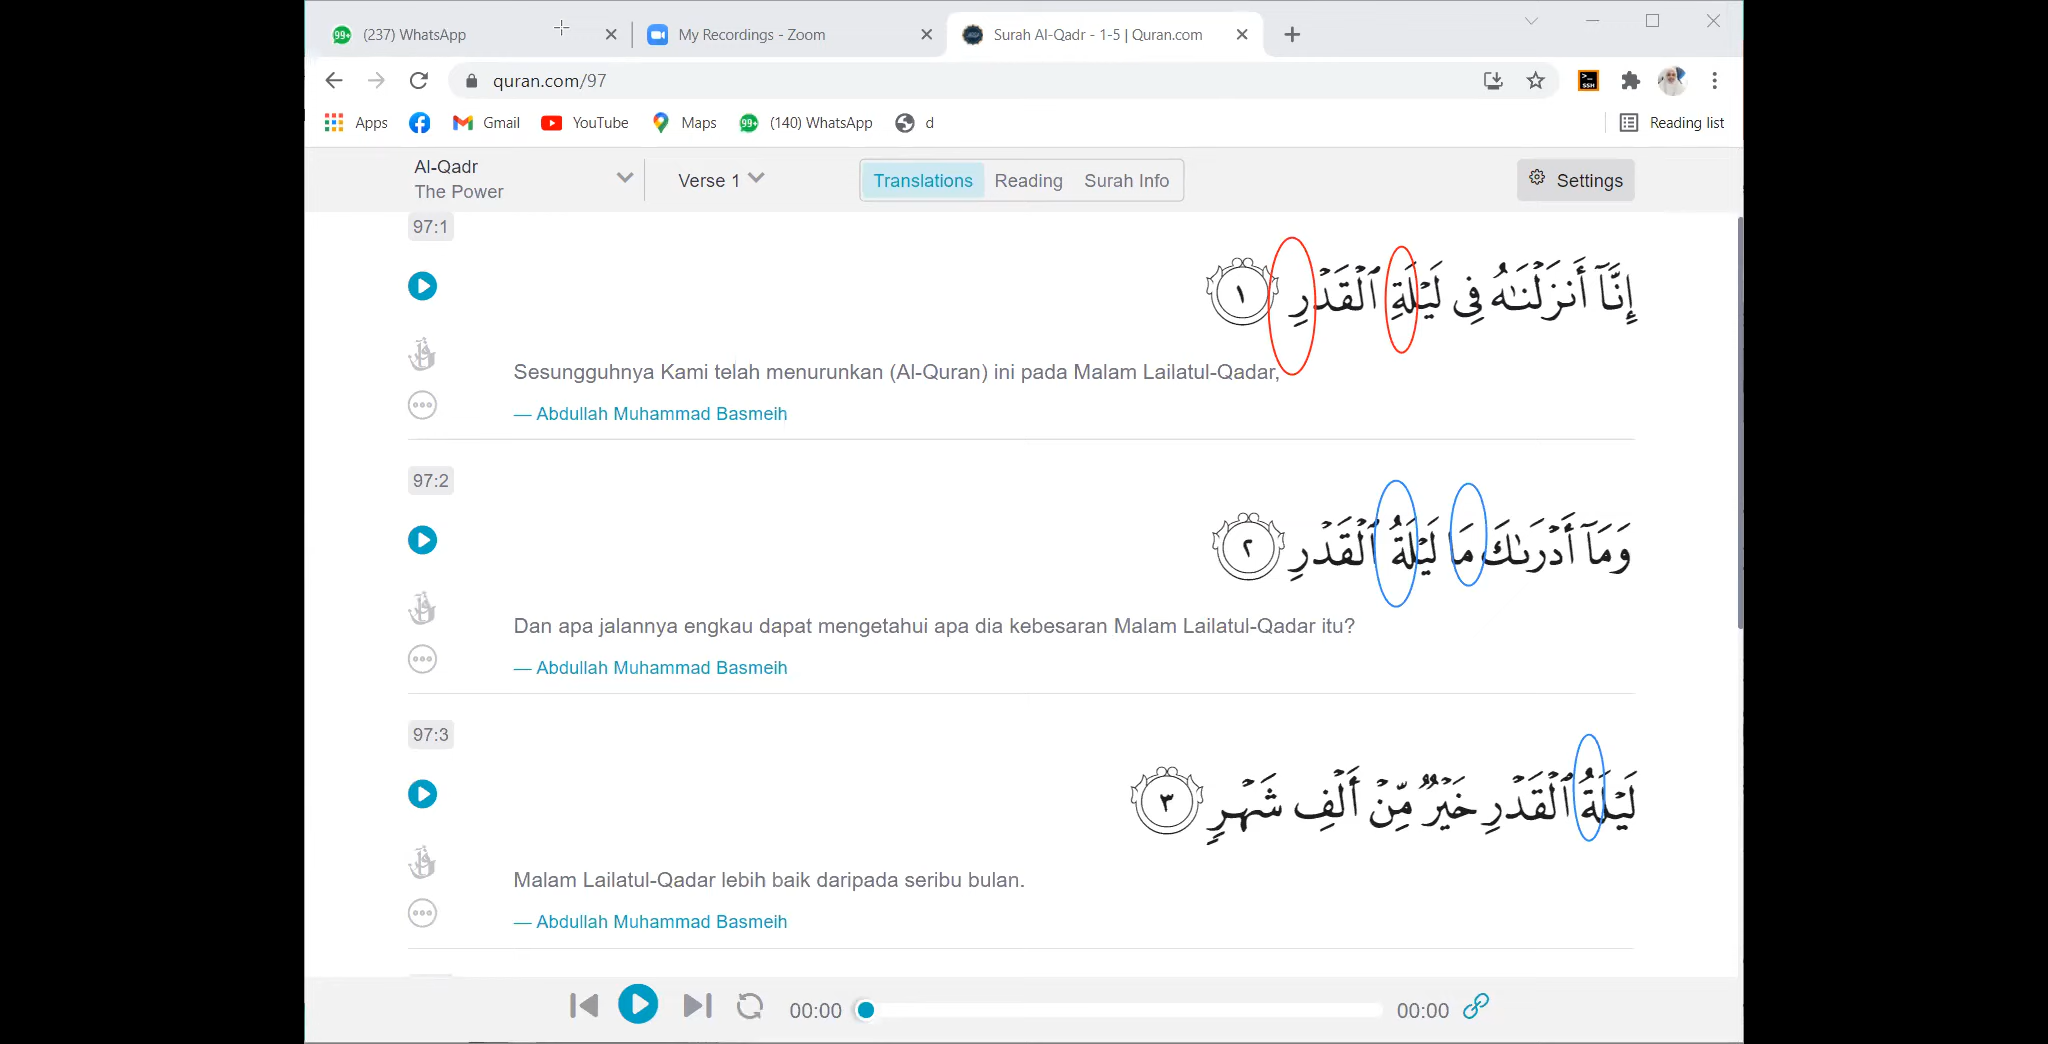 99+ (237) WhatsApp
My Recordings - Zoom
Surah Al-Qadr - 1-5 | Quran.com
quran.com/97
SSH
Apps
Gmail
YouTube
Maps
99+ (140) WhatsApp
d
Reading list
Al-Qadr
The Power
Verse 1
Translations
Reading
Surah Info
Settings
97:1
إِنَّآ أَنزَلْنَـٰهُ فِى لَيْلَةِ ٱلْقَدْرِ ١
Sesungguhnya Kami telah menurunkan (Al-Quran) ini pada Malam Lailatul-Qadar,
— Abdullah Muhammad Basmeih
97:2
وَمَآ أَدْرَىٰكَ مَا لَيْلَةُ ٱلْقَدْرِ ٢
Dan apa jalannya engkau dapat mengetahui apa dia kebesaran Malam Lailatul-Qadar itu?
— Abdullah Muhammad Basmeih
97:3
لَيْلَةُ ٱلْقَدْرِ خَيْرٌ مِّنْ أَلْفِ شَهْرٍ ٣
Malam Lailatul-Qadar lebih baik daripada seribu bulan.
— Abdullah Muhammad Basmeih
00:00
00:00